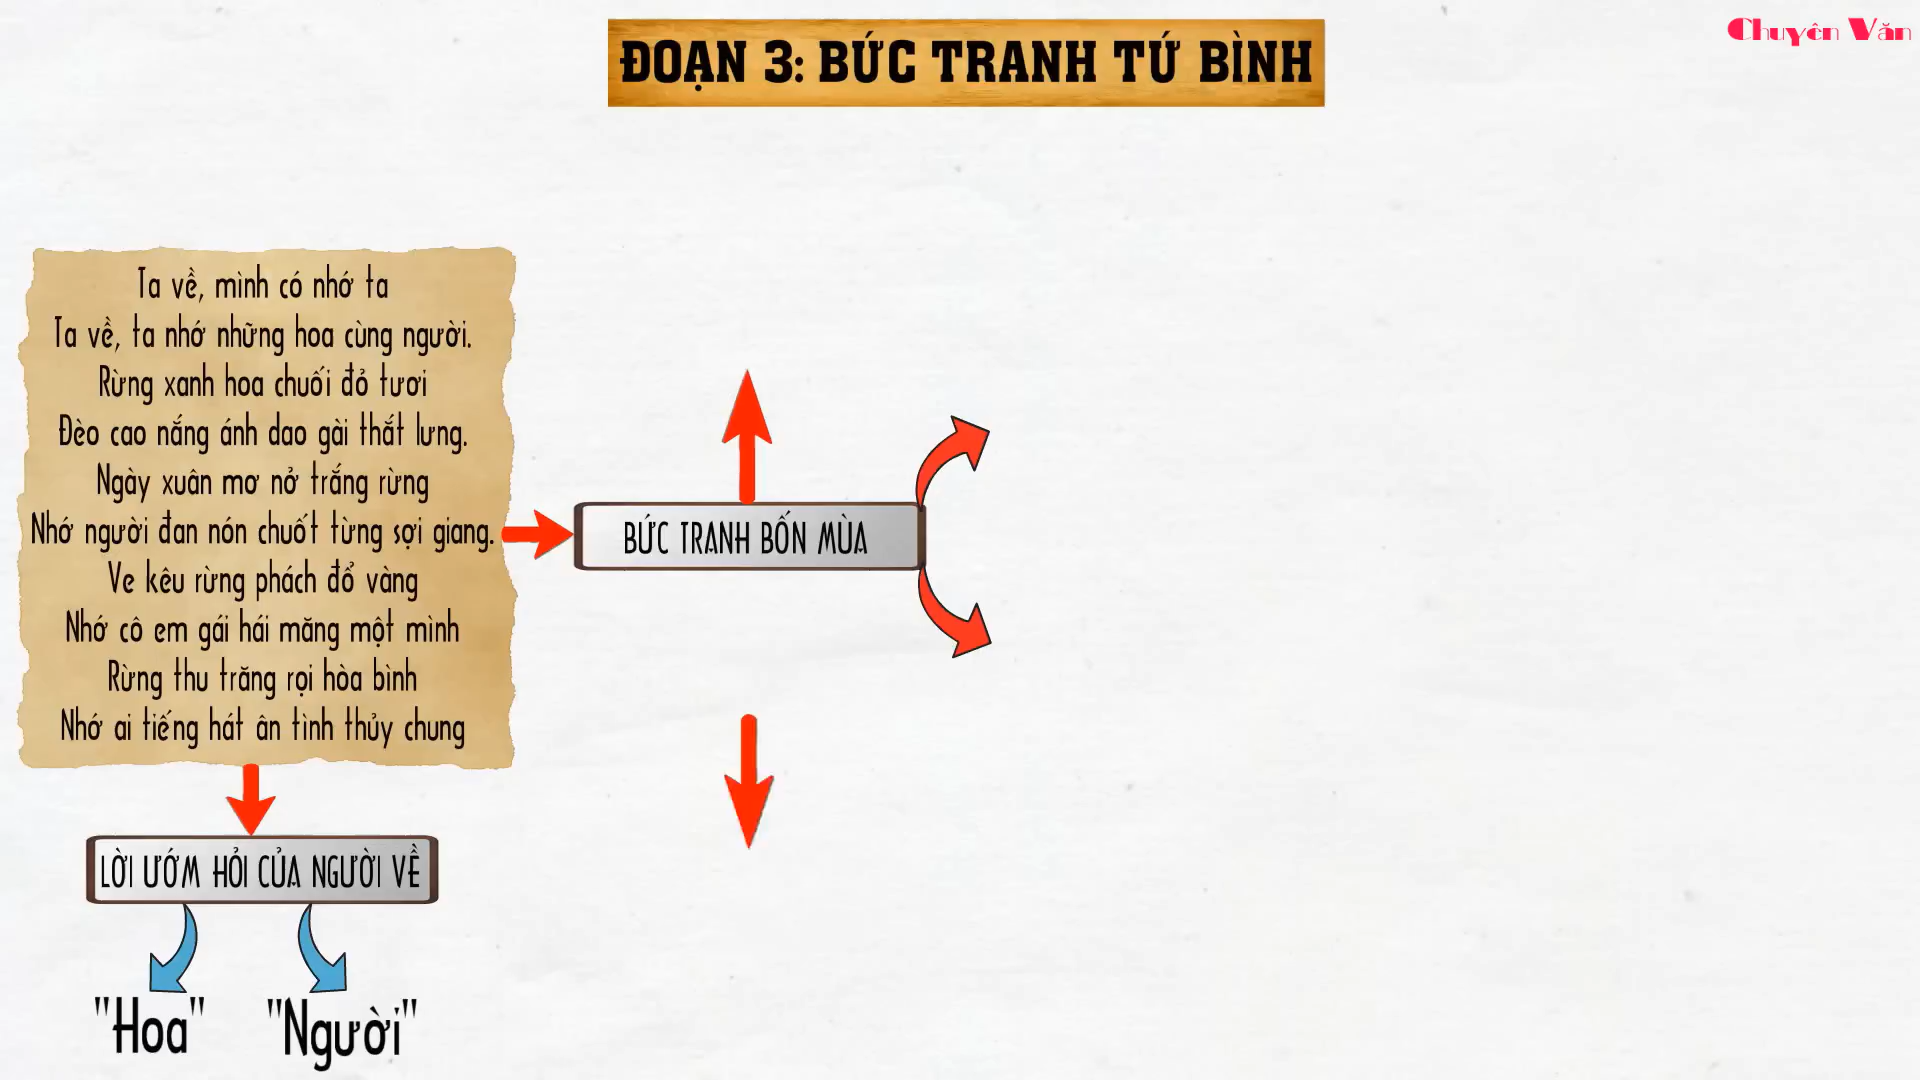 ĐOẠN 3: BỨC TRANH TỨ BÌNH
Chuyên Văn
Ta về, mình có nhớ ta
Ta về, ta nhớ những hoa cùng người.
Rừng xanh hoa chuối đỏ tươi
Đèo cao nắng ánh dao gài thắt lưng.
Ngày xuân mơ nở trắng rừng
Nhớ người đan nón chuốt từng sợi giang.
Ve kêu rừng phách đổ vàng
Nhớ cô em gái hái măng một mình
Rừng thu trăng rọi hòa bình
Nhớ ai tiếng hát ân tình thủy chung
BỨC TRANH BỐN MÙA
LỜI ƯỚM HỎI CỦA NGƯỜI VỀ
"Hoa"
"Người"